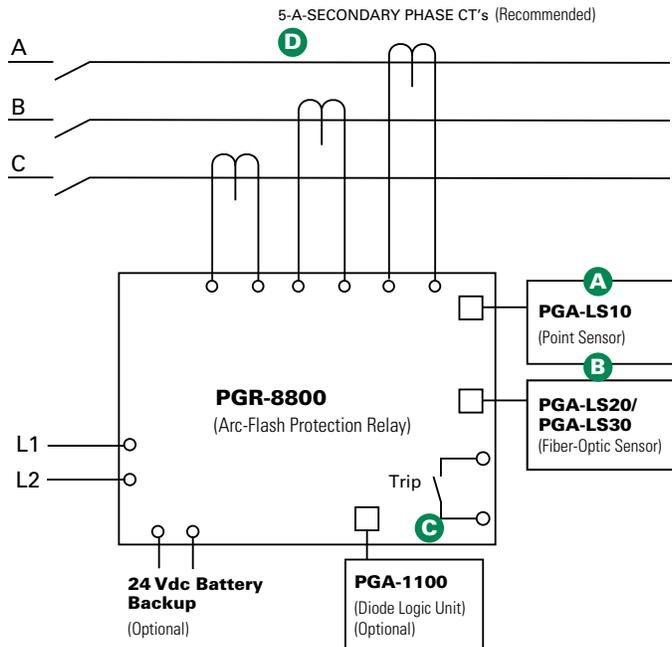 5-A-SECONDARY PHASE CT's (Recommended)
D
A
B
C
A
PGA-LS10
(Point Sensor)
B
PGA-LS20/
PGA-LS30
(Fiber-Optic Sensor)
PGR-8800
(Arc-Flash Protection Relay)
L1
L2
Trip
C
24 Vdc Battery
Backup
(Optional)
PGA-1100
(Diode Logic Unit)
(Optional)